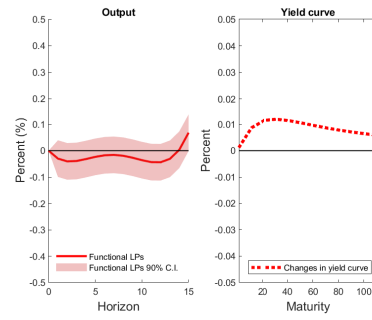 Output
Percent (%)
0.5
0.4
0.3
0.2
0.1
0
-0.1
-0.2
-0.3
-0.4
-0.5
Functional LPs
Functional LPs 90% C.I.
0 5 10 15
Horizon
Yield curve
Percent
0.05
0.04
0.03
0.02
0.01
0
-0.01
-0.02
-0.03
-0.04
-0.05
Changes in yield curve
20 40 60 80 100
Maturity